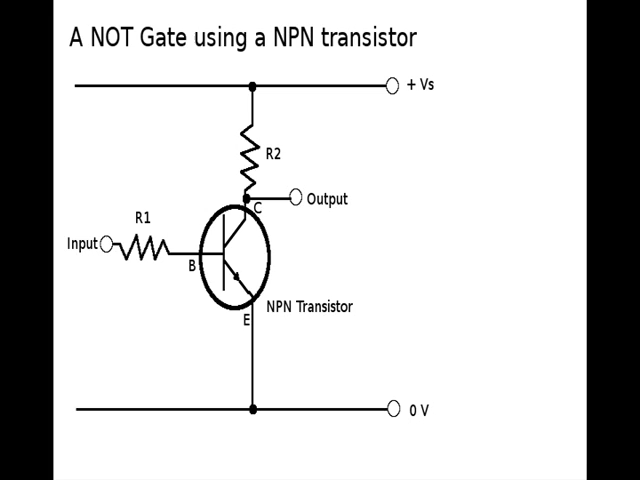 A NOT Gate using a NPN transistor
+ Vs
R2
Output
C
R1
Input
B
NPN Transistor
E
0 V